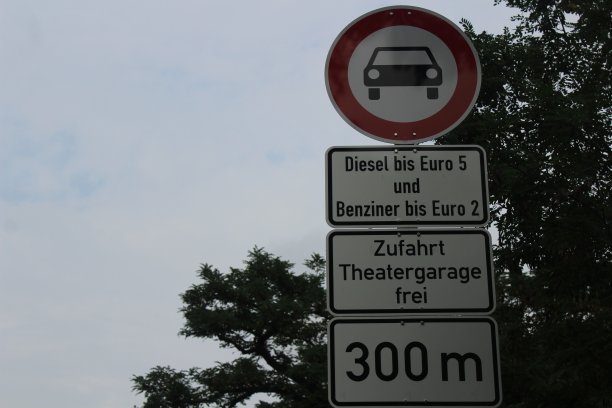 Diesel bis Euro 5
und
Benziner bis Euro 2
Zufahrt
Theatergarage
frei
300 m